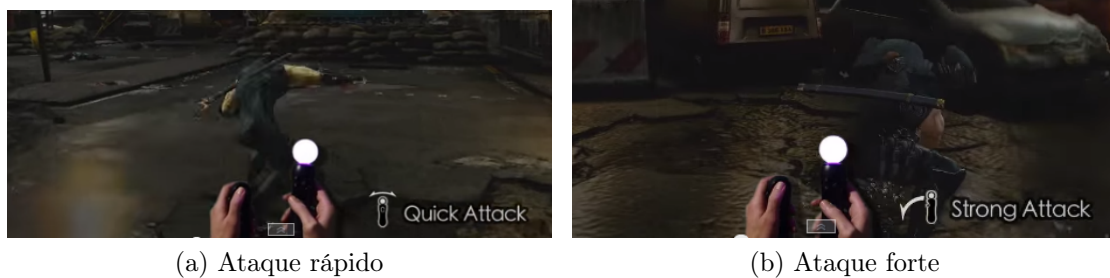 Quick Attack
Strong Attack
(a) Ataque rápido
(b) Ataque forte